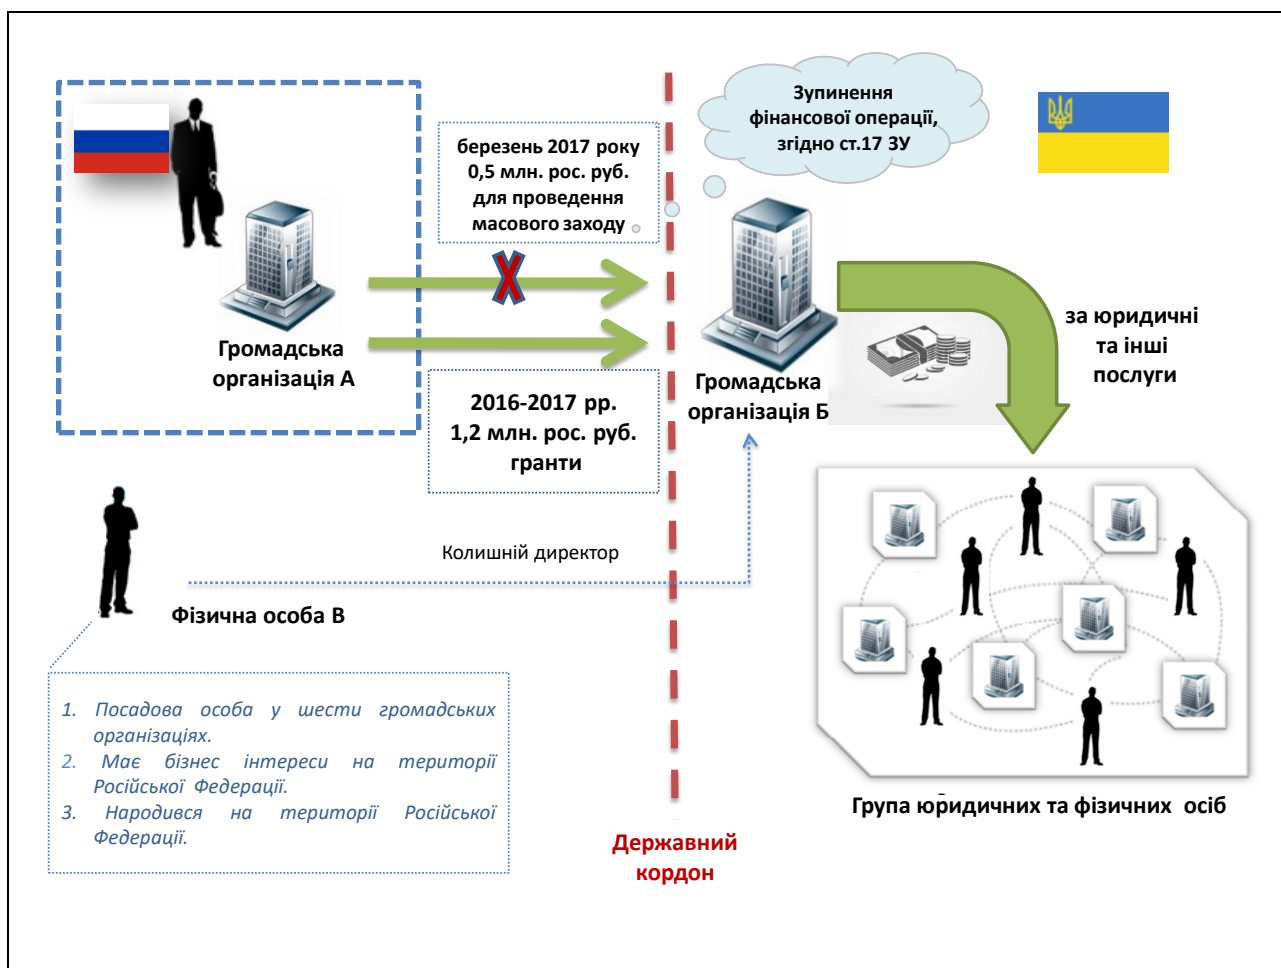 Зупинення
фінансової операції,
згідно ст.17 ЗУ
березень 2017 року
0,5 млн. рос. руб.
для проведення
масового заходу
Громадська
організація А
2016-2017 рр.
1,2 млн. рос. руб.
гранти
Громадська
організація Б
за юридичні
та інші
послуги
Колишній директор
Фізична особа В
1. Посадова особа у шести громадських
організаціях.
2. Має бізнес інтереси на території
Російської Федерації.
3. Народився на території Російської
Федерації.
Державний
кордон
Група юридичних та фізичних осіб